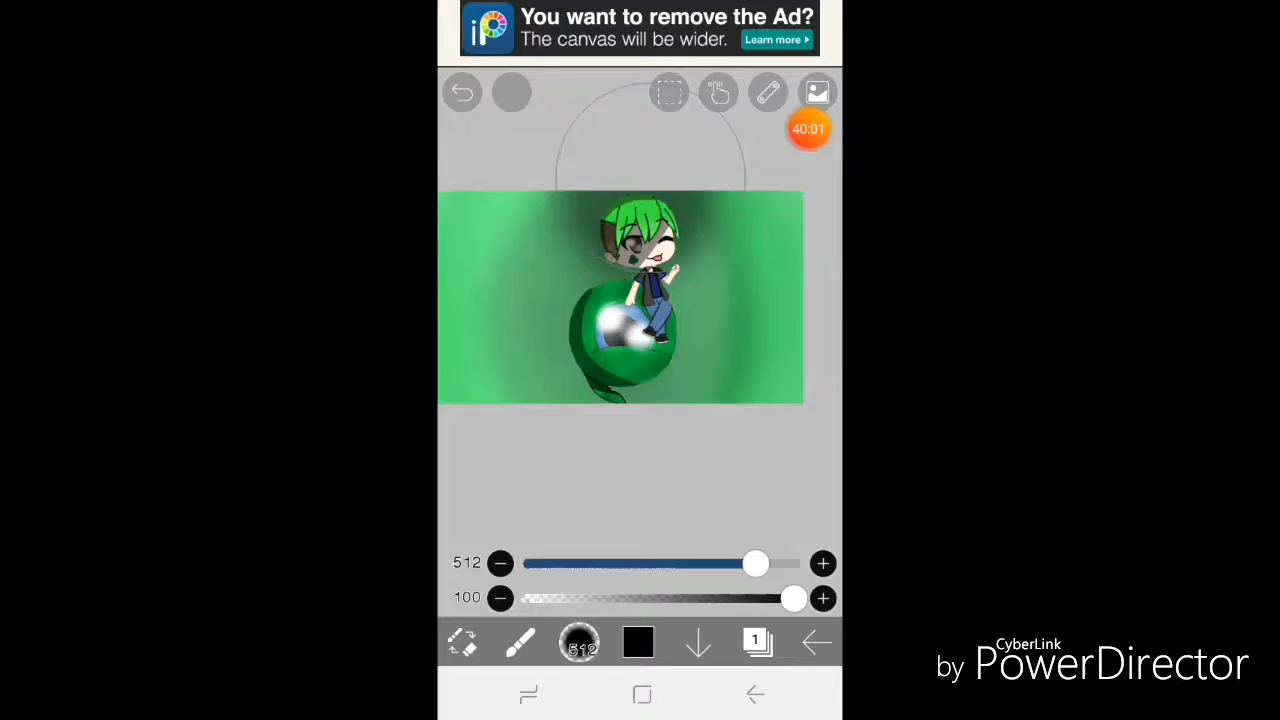 You want to remove the Ad?
The canvas will be wider.
Learn more
iP
40:01
512
100
512
1
CyberLink
by PowerDirector